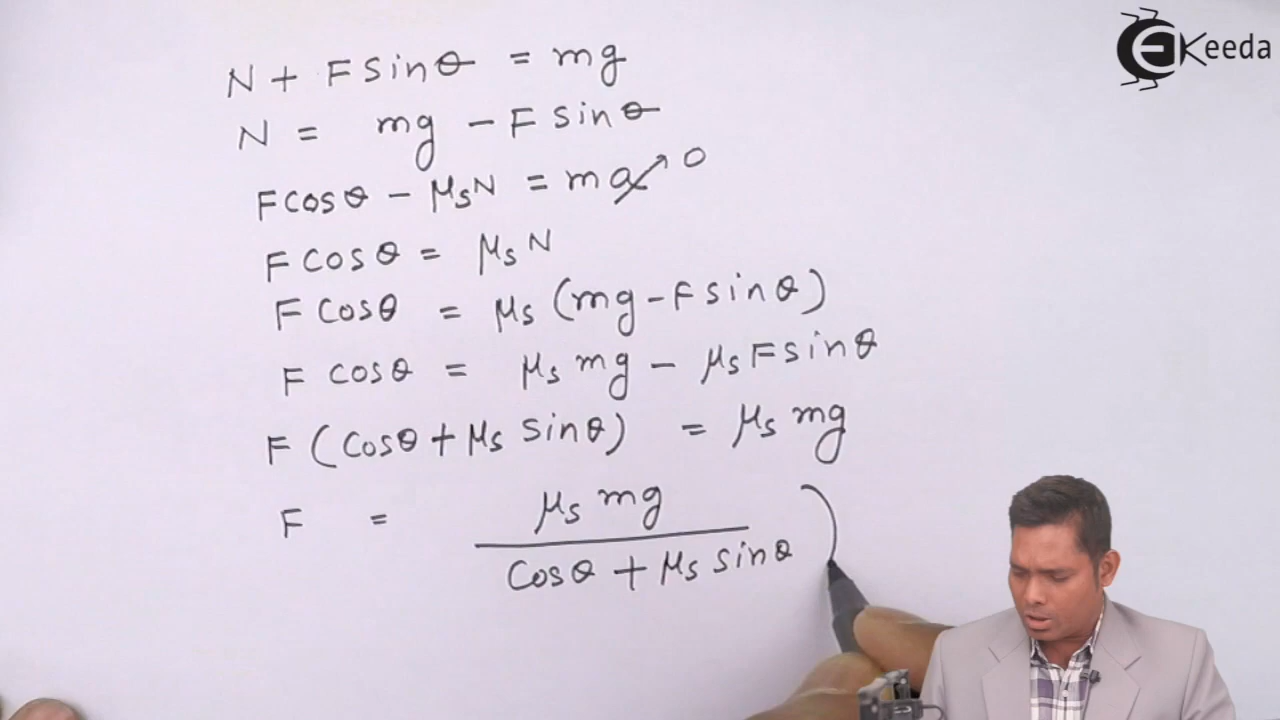 N + F sinθ = mg
N = mg - F sinθ
F cosθ - μsN = ma↗0
F cosθ = μs N
F cosθ = μs (mg - F sinθ)
F cosθ = μs mg - μs F sinθ
F (cosθ + μs sinθ) = μs mg
F = μs mg / cosθ + μs sinθ
EKeeda